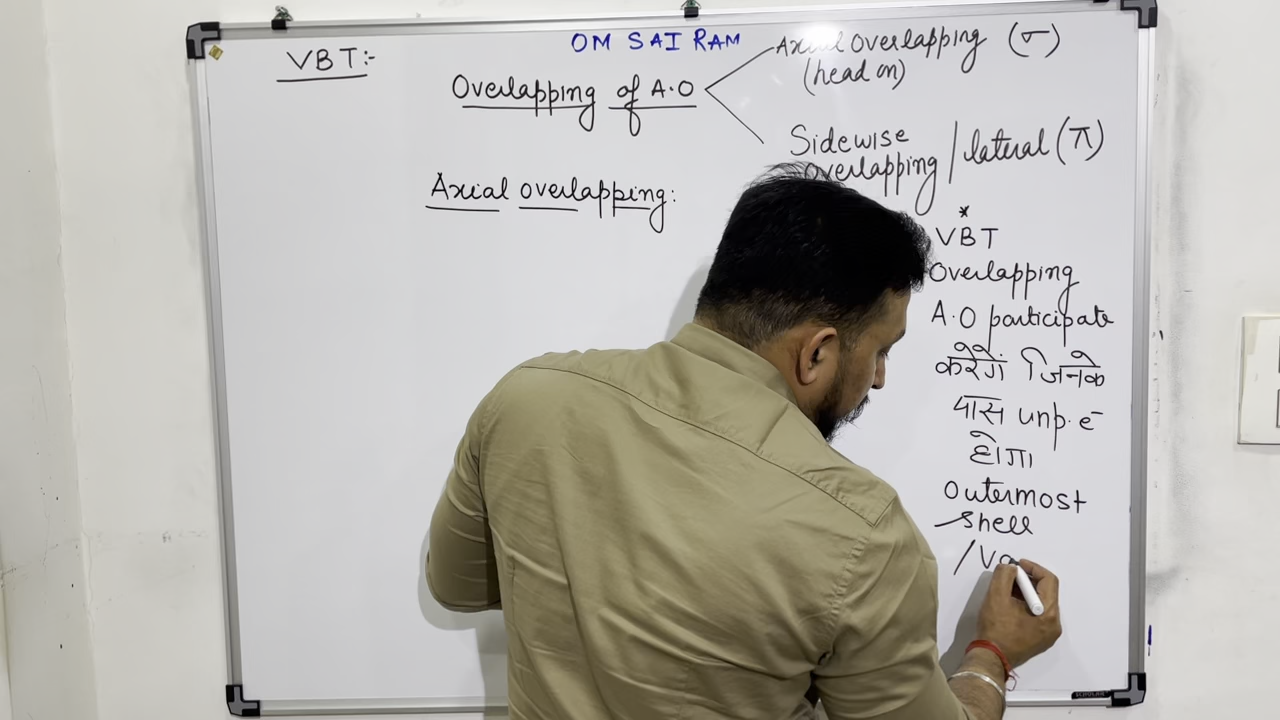 OM SAI RAM
VBT:-
Overlapping of A.O
Axial overlapping (σ)
(head on)
Sidewise
overlapping / lateral (π)
Axial overlapping:
*
VBT
Overlapping
A.O participate
करेगें जिनके
पास unp. e⁻
होगा
Outermost
shell
/Va